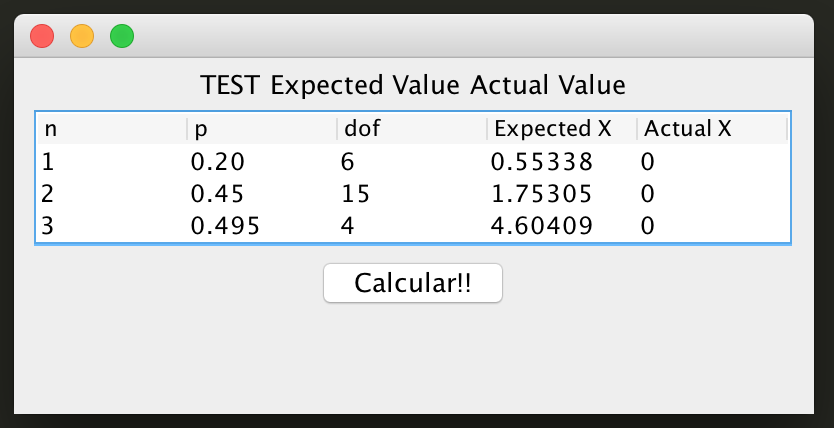 TEST Expected Value Actual Value
n p dof Expected X Actual X
1 0.20 6 0.55338 0
2 0.45 15 1.75305 0
3 0.495 4 4.60409 0
Calcular!!